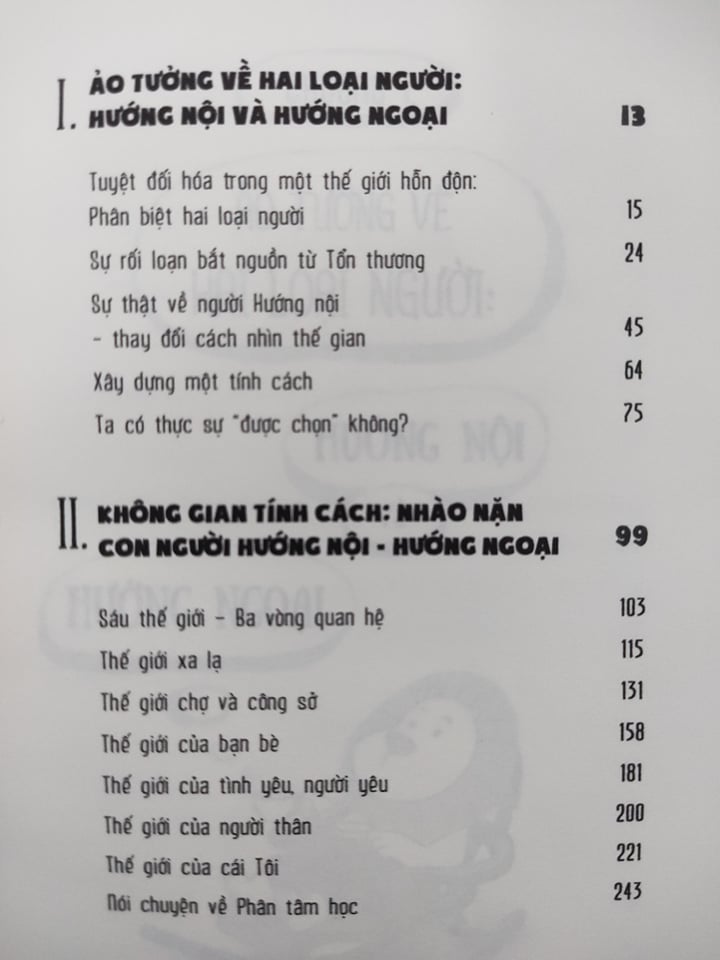 I. ẢO TƯỞNG VỀ HAI LOẠI NGƯỜI:
HƯỚNG NỘI VÀ HƯỚNG NGOẠI 13
Tuyệt đối hóa trong một thế giới hỗn độn:
Phân biệt hai loại người 15
Sự rối loạn bắt nguồn từ Tổn thương 24
Sự thật về người Hướng nội
- thay đổi cách nhìn thế gian 45
Xây dựng một tính cách 64
Ta có thực sự "được chọn" không? 75
II. KHÔNG GIAN TÍNH CÁCH: NHÀO NẶN
CON NGƯỜI HƯỚNG NỘI - HƯỚNG NGOẠI 99
Sáu thế giới - Ba vòng quan hệ 103
Thế giới xa lạ 115
Thế giới chợ và công sở 131
Thế giới của bạn bè 158
Thế giới của tình yêu, người yêu 181
Thế giới của người thân 200
Thế giới của cái Tôi 221
Nói chuyện về Phân tâm học 243